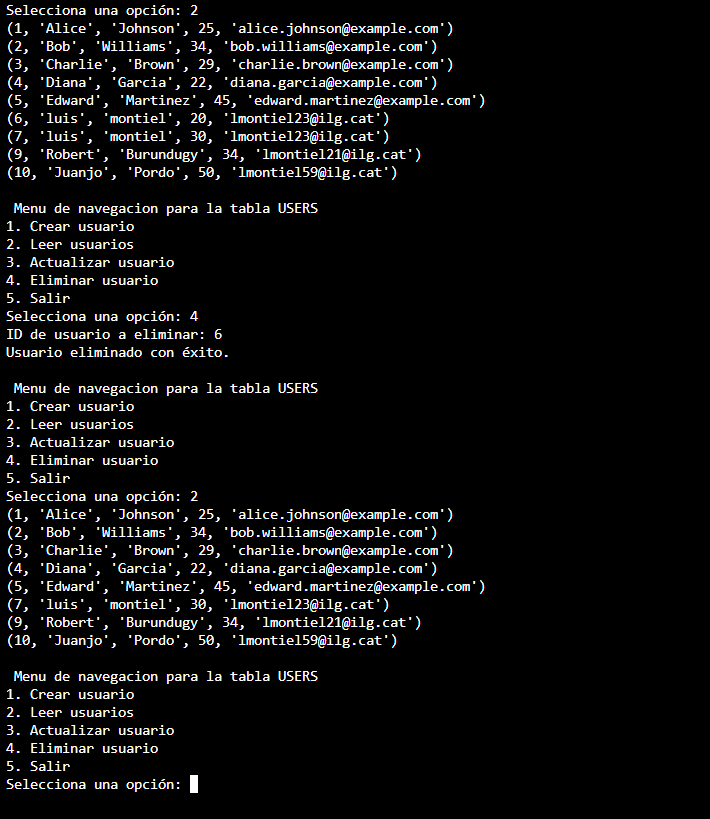 Selecciona una opción: 2
(1, 'Alice', 'Johnson', 25, 'alice.johnson@example.com')
(2, 'Bob', 'Williams', 34, 'bob.williams@example.com')
(3, 'Charlie', 'Brown', 29, 'charlie.brown@example.com')
(4, 'Diana', 'Garcia', 22, 'diana.garcia@example.com')
(5, 'Edward', 'Martinez', 45, 'edward.martinez@example.com')
(6, 'luis', 'montiel', 20, 'lmontiel23@ilg.cat')
(7, 'luis', 'montiel', 30, 'lmontiel23@ilg.cat')
(9, 'Robert', 'Burundugy', 34, 'lmontiel21@ilg.cat')
(10, 'Juanjo', 'Pordo', 50, 'lmontiel59@ilg.cat')

 Menu de navegacion para la tabla USERS
1. Crear usuario
2. Leer usuarios
3. Actualizar usuario
4. Eliminar usuario
5. Salir
Selecciona una opción: 4
ID de usuario a eliminar: 6
Usuario eliminado con éxito.

 Menu de navegacion para la tabla USERS
1. Crear usuario
2. Leer usuarios
3. Actualizar usuario
4. Eliminar usuario
5. Salir
Selecciona una opción: 2
(1, 'Alice', 'Johnson', 25, 'alice.johnson@example.com')
(2, 'Bob', 'Williams', 34, 'bob.williams@example.com')
(3, 'Charlie', 'Brown', 29, 'charlie.brown@example.com')
(4, 'Diana', 'Garcia', 22, 'diana.garcia@example.com')
(5, 'Edward', 'Martinez', 45, 'edward.martinez@example.com')
(7, 'luis', 'montiel', 30, 'lmontiel23@ilg.cat')
(9, 'Robert', 'Burundugy', 34, 'lmontiel21@ilg.cat')
(10, 'Juanjo', 'Pordo', 50, 'lmontiel59@ilg.cat')

 Menu de navegacion para la tabla USERS
1. Crear usuario
2. Leer usuarios
3. Actualizar usuario
4. Eliminar usuario
5. Salir
Selecciona una opción: